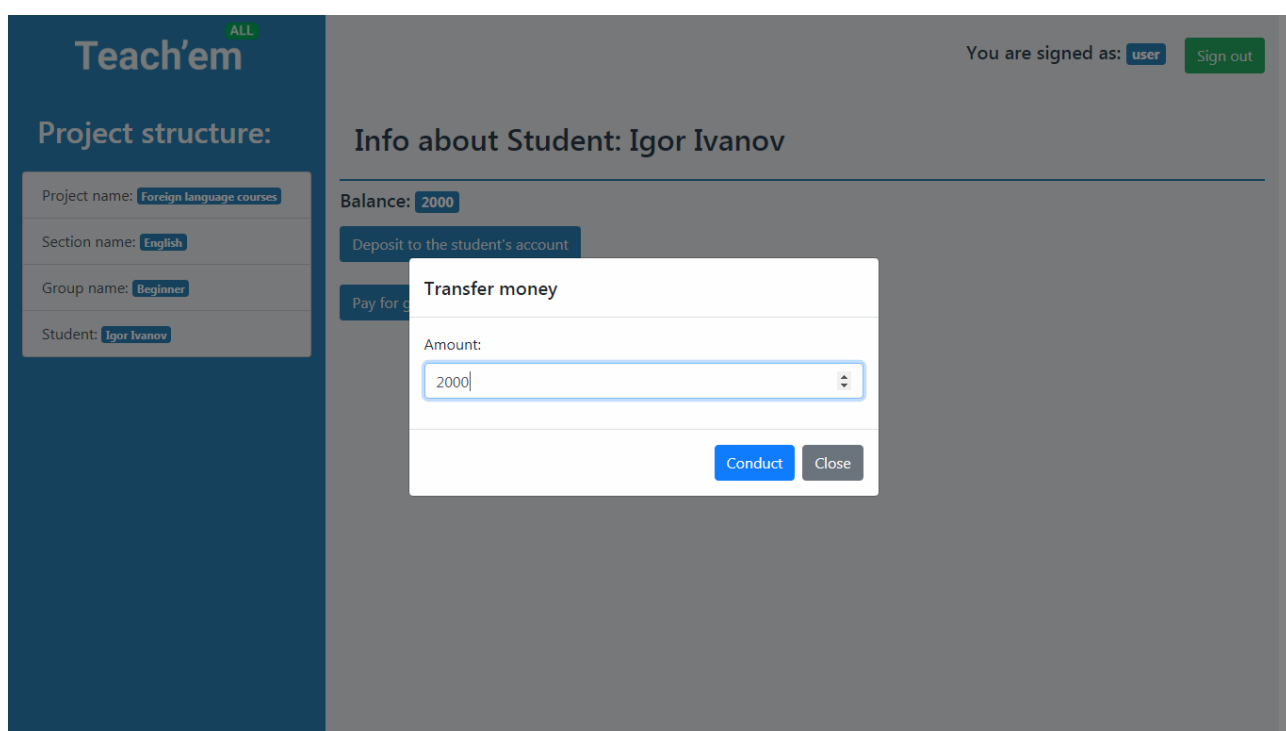 ALL
Teach'em
You are signed as: user
Sign out
Project structure:
Project name: Foreign language courses
Section name: English
Group name: Beginner
Student: Igor Ivanov
Info about Student: Igor Ivanov
Balance: 2000
Deposit to the student's account
Pay for
Transfer money
Amount:
2000
Conduct
Close